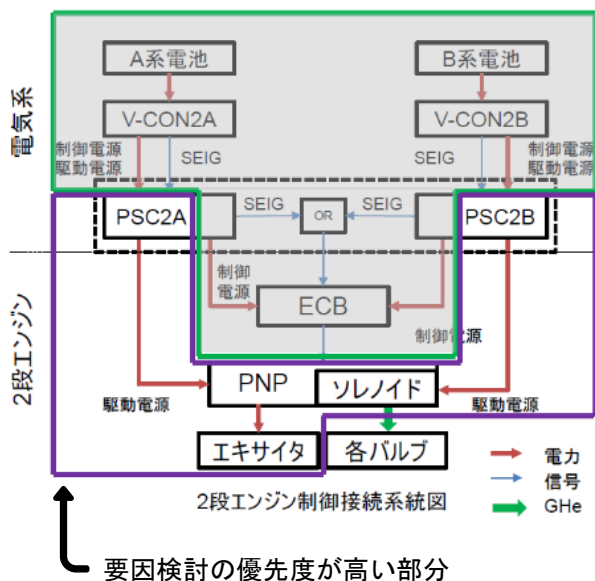 電気系
A系電池
B系電池
V-CON2A
V-CON2B
制御電源
駆動電源
SEIG
SEIG
制御電源
駆動電源
PSC2A
SEIG
OR
SEIG
PSC2B
2段エンジン
制御
電源
ECB
制御電源
PNP
ソレノイド
駆動電源
駆動電源
エキサイタ
各バルブ
電力
信号
GHe
2段エンジン制御接続系統図
要因検討の優先度が高い部分